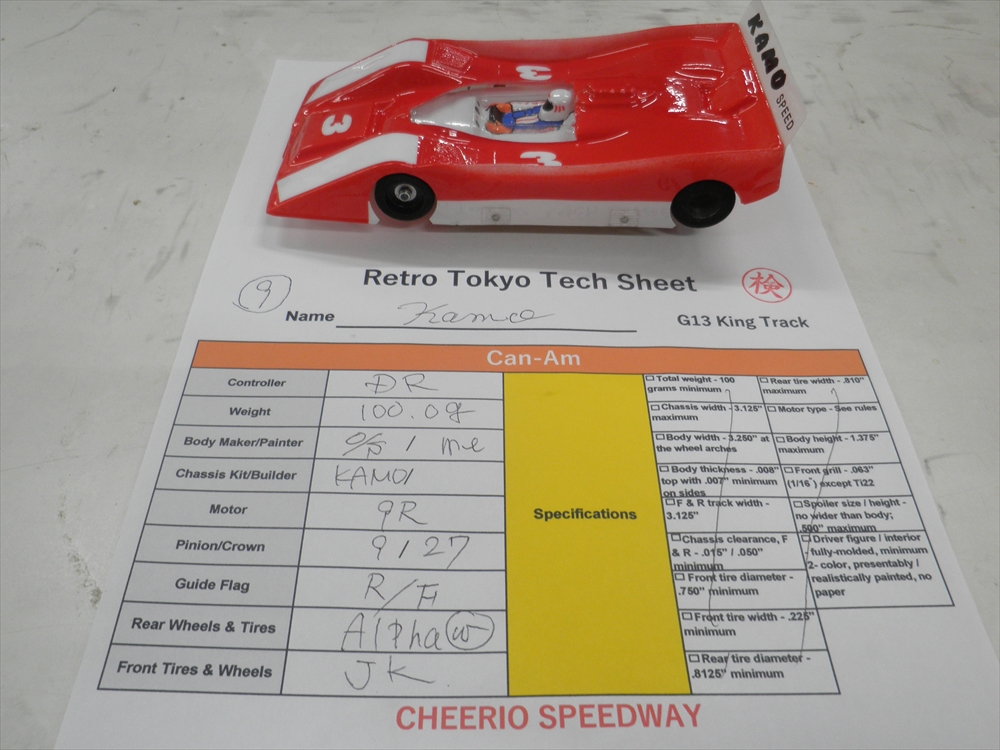 KAMO
SPEED
3
3
3
Retro Tokyo Tech Sheet
検
9
Name Kamo
G13 King Track
Can-Am
Controller DR
Weight 100.0g
Body Maker/Painter O/S / me
Chassis Kit/Builder KAMO/
Motor 9R
Pinion/Crown 9/27
Guide Flag R/F
Rear Wheels & Tires Alpha w
Front Tires & Wheels JK
Specifications
Total weight - 100
grams minimum
Chassis width - 3.125"
maximum
Body width - 3.250" at
the wheel arches
Body thickness - .008"
top with .007" minimum
on sides
F & R track width -
3.125"
Chassis clearance, F
& R - .015" / .050"
minimum
Front tire diameter -
.750" minimum
Front tire width - .225"
minimum
Rear tire diameter -
.8125" minimum
Rear tire width - .810"
maximum
Motor type - See rules
Body height - 1.375"
maximum
Front grill - .063"
(1/16") except Ti22
Spoiler size / height -
no wider than body;
.590" maximum
Driver figure / interior
- fully-molded, minimum
2- color, presentably /
realistically painted, no
paper
CHEERIO SPEEDWAY